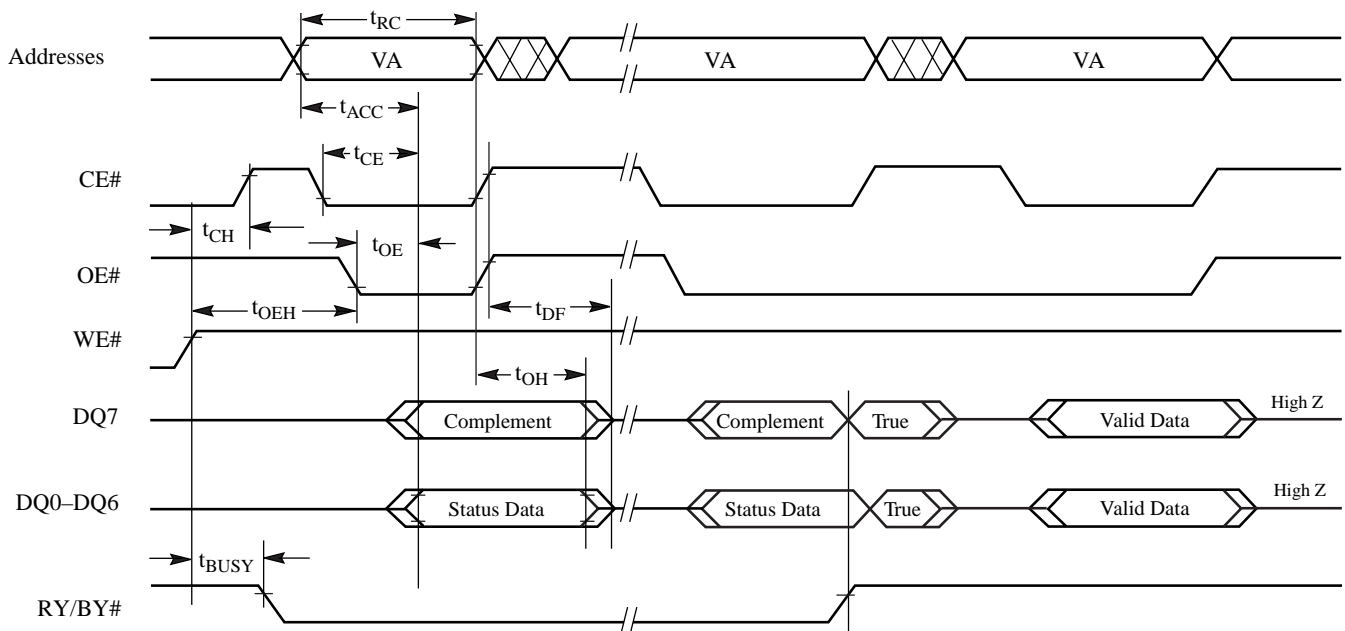 tRC
Addresses VA VA VA
tACC
tCE
CE#
tCH tOE
OE#
tOEH tDF
WE#
tOH
DQ7 Complement Complement True Valid Data High Z
DQ0–DQ6 Status Data Status Data True Valid Data High Z
tBUSY
RY/BY#